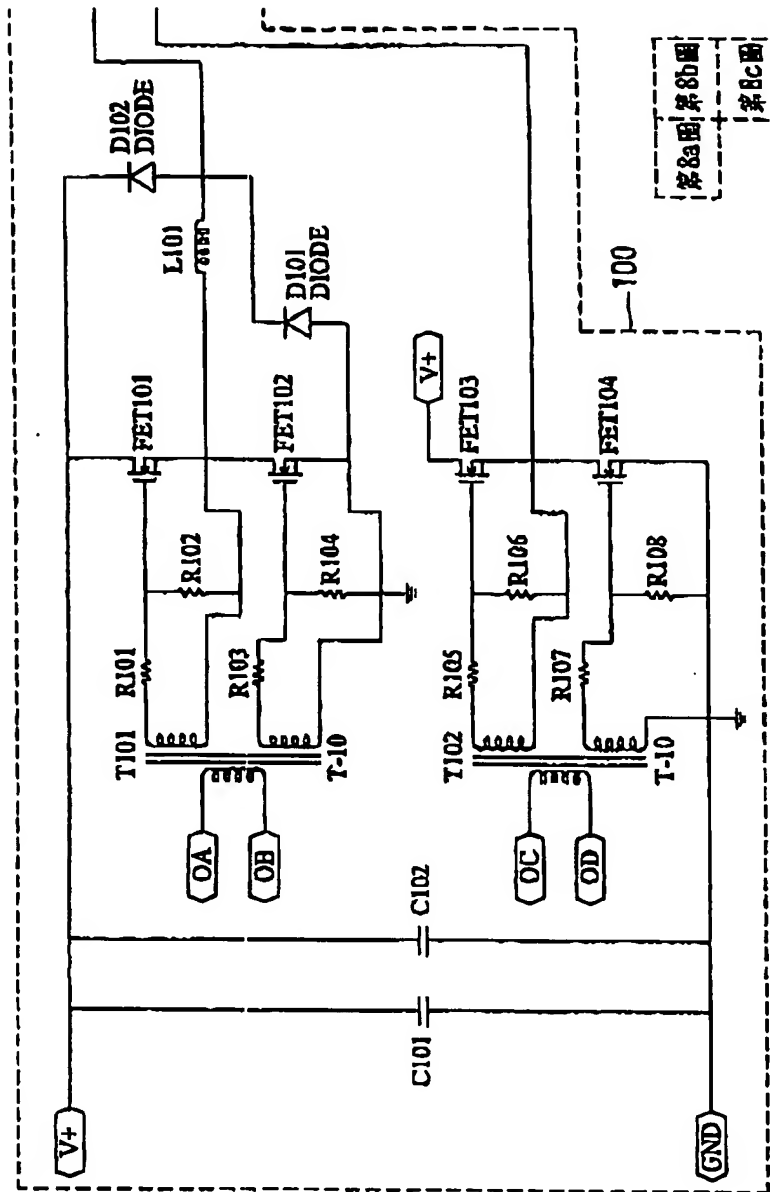 V+
GND
C101
C102
OA
OB
T101
T-10
R101
R102
R103
R104
FET101
FET102
L101
D102
DIODE
D101
DIODE
OC
OD
T102
T-10
R105
R106
R107
R108
V+
FET103
FET104
100
第8a圖
第8b圖
第8c圖